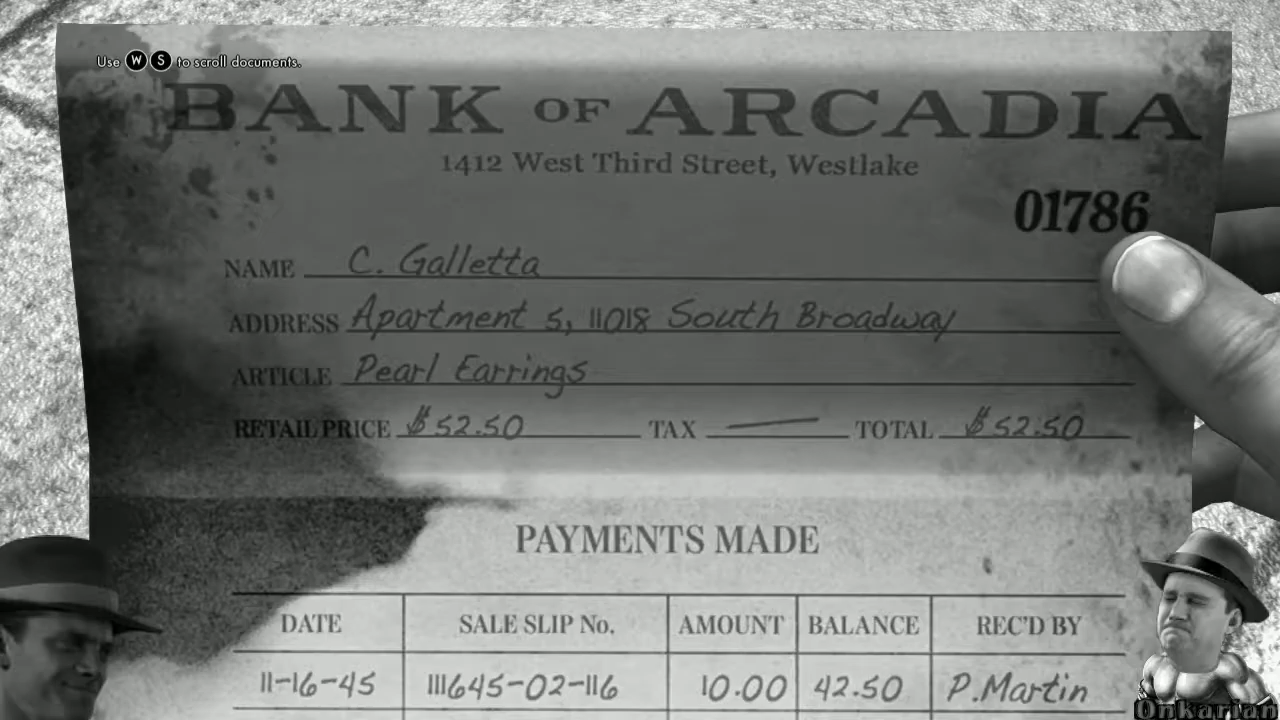 Use W S to scroll documents.
BANK OF ARCADIA
1412 West Third Street, Westlake
01786
NAME C. Galletta
ADDRESS Apartment 5, 11018 South Broadway
ARTICLE Pearl Earrings
RETAIL PRICE $52.50 TAX — TOTAL $52.50
PAYMENTS MADE
DATE SALE SLIP No. AMOUNT BALANCE REC'D BY
11-16-45 111645-02-116 10.00 42.50 P.Martin
Onkarian